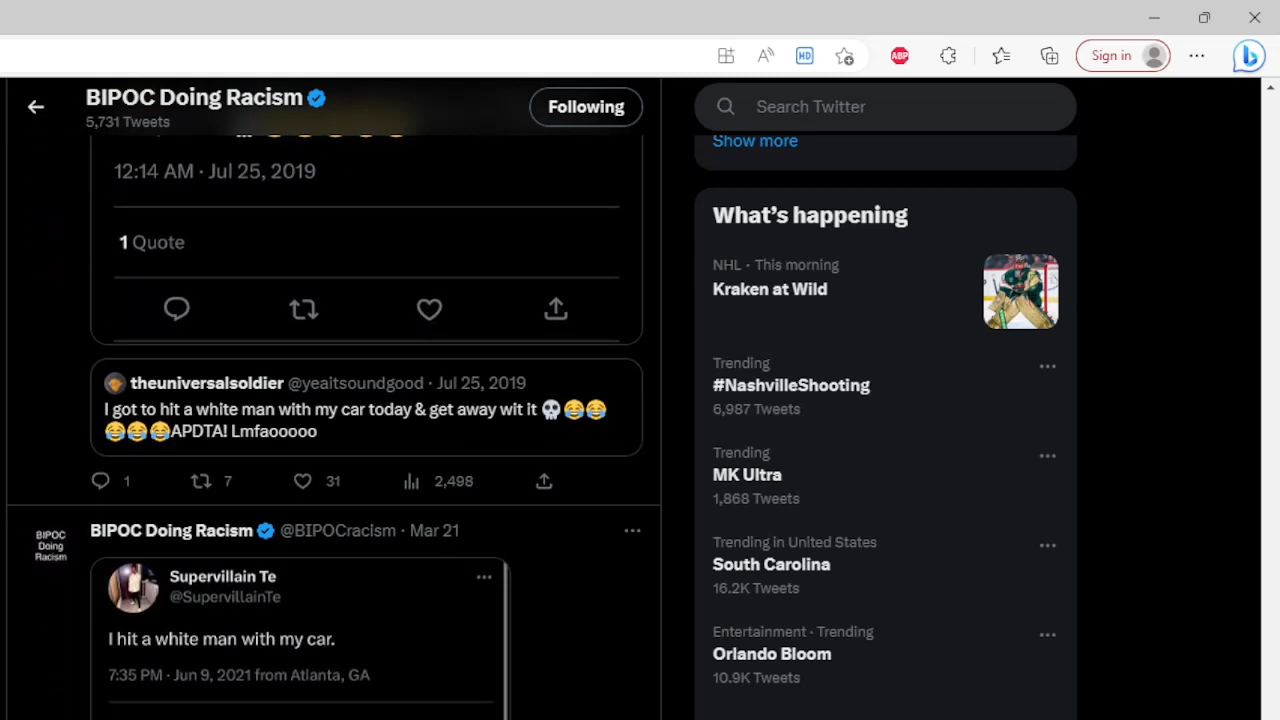 Sign in
BIPOC Doing Racism
5,731 Tweets
Following
12:14 AM · Jul 25, 2019
1 Quote
theuniversalsoldier @yeaitsoundgood · Jul 25, 2019
I got to hit a white man with my car today & get away wit it 💀😂😂
😂😂😂APDTA! Lmfaooooo
1 7 31 2,498
BIPOC
Doing
Racism
BIPOC Doing Racism @BIPOCracism · Mar 21
Supervillain Te
@SupervillainTe
I hit a white man with my car.
7:35 PM · Jun 9, 2021 from Atlanta, GA
HD
ABP
Search Twitter
Show more
What's happening
NHL · This morning
Kraken at Wild
Trending
#NashvilleShooting
6,987 Tweets
Trending
MK Ultra
1,868 Tweets
Trending in United States
South Carolina
16.2K Tweets
Entertainment · Trending
Orlando Bloom
10.9K Tweets